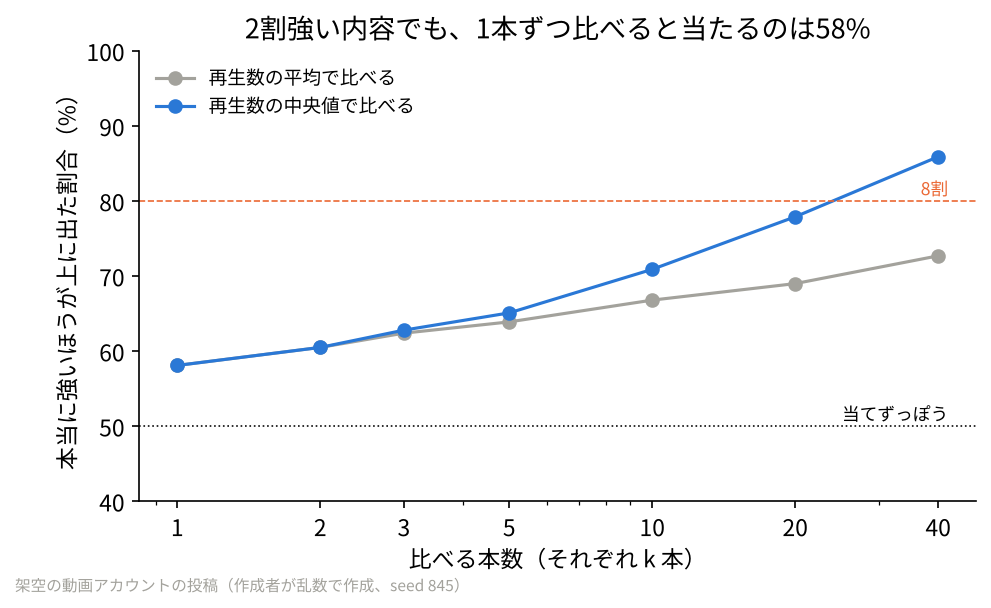 2割強い内容でも、1本ずつ比べると当たるのは58%
本当に強いほうが上に出た割合（%）
100
90
80
70
60
50
40
再生数の平均で比べる
再生数の中央値で比べる
8割
当てずっぽう
1 2 3 5 10 20 40
比べる本数（それぞれ k 本）
架空の動画アカウントの投稿（作成者が乱数で作成、seed 845）